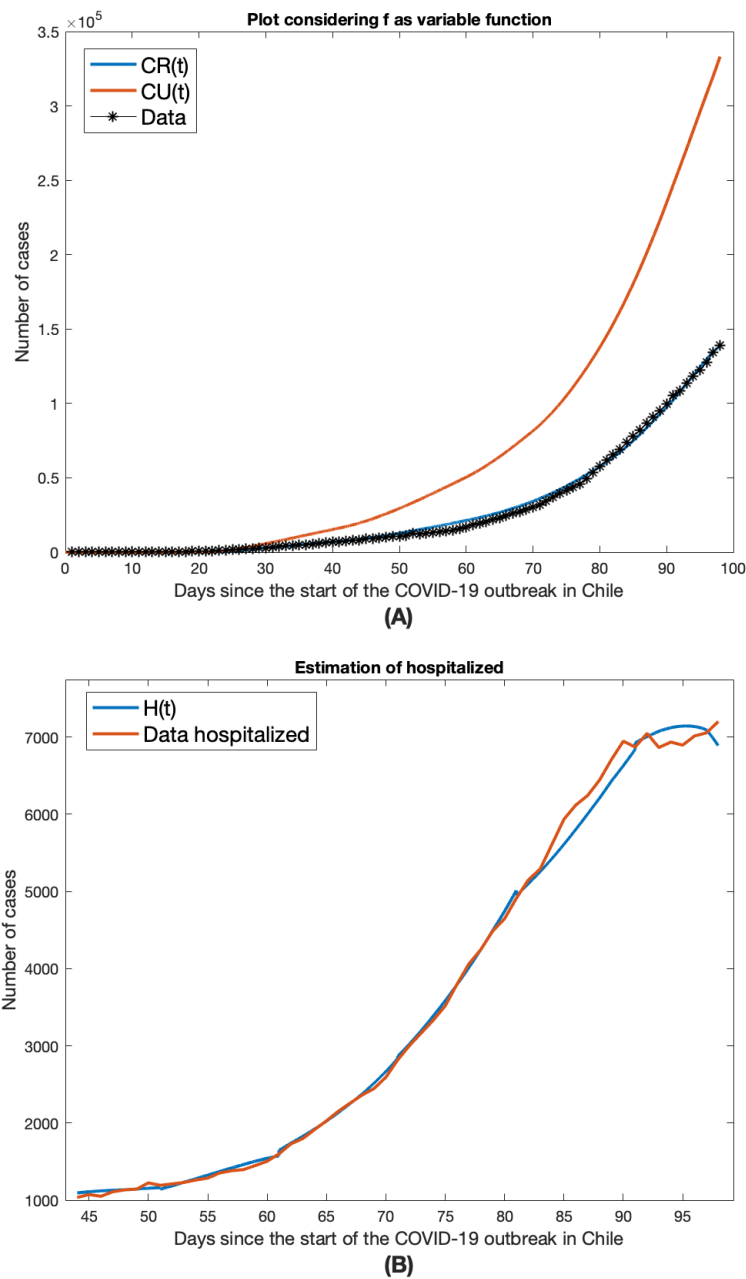 Plot considering f as variable function
×10⁵
3.5
3
2.5
2
1.5
1
0.5
0
CR(t)
CU(t)
Data
Number of cases
0 10 20 30 40 50 60 70 80 90 100
Days since the start of the COVID-19 outbreak in Chile
(A)
Estimation of hospitalized
H(t)
Data hospitalized
7000
6000
5000
4000
3000
2000
1000
Number of cases
45 50 55 60 65 70 75 80 85 90 95
Days since the start of the COVID-19 outbreak in Chile
(B)